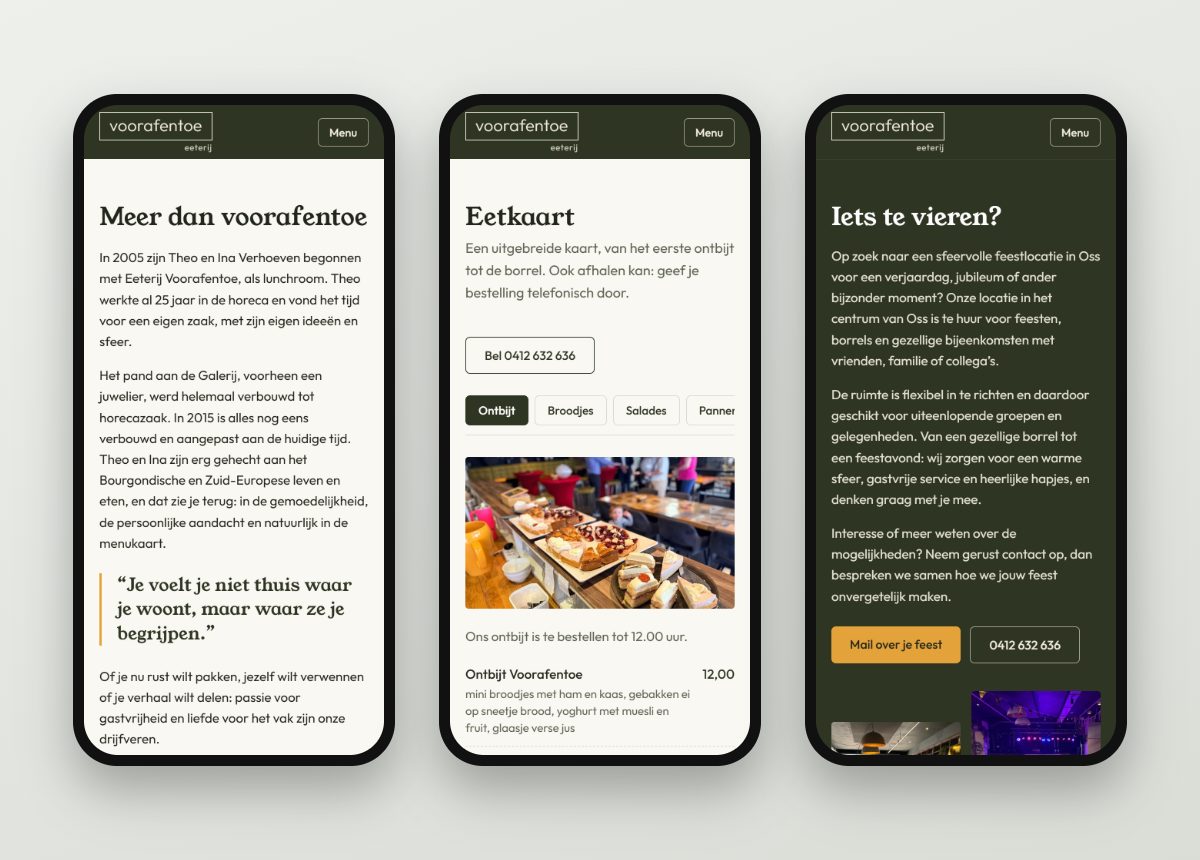 voorafentoe
eeterij
Menu
Meer dan voorafentoe
In 2005 zijn Theo en Ina Verhoeven begonnen
met Eeterij Voorafentoe, als lunchroom. Theo
werkte al 25 jaar in de horeca en vond het tijd
voor een eigen zaak, met zijn eigen ideeën en
sfeer.
Het pand aan de Galerij, voorheen een
juwelier, werd helemaal verbouwd tot
horecazaak. In 2015 is alles nog eens
verbouwd en aangepast aan de huidige tijd.
Theo en Ina zijn erg gehecht aan het
Bourgondische en Zuid-Europese leven en
eten, en dat zie je terug: in de gemoedelijkheid,
de persoonlijke aandacht en natuurlijk in de
menukaart.
“Je voelt je niet thuis waar
je woont, maar waar ze je
begrijpen.”
Of je nu rust wilt pakken, jezelf wilt verwennen
of je verhaal wilt delen: passie voor
gastvrijheid en liefde voor het vak zijn onze
drijfveren.
voorafentoe
eeterij
Menu
Eetkaart
Een uitgebreide kaart, van het eerste ontbijt
tot de borrel. Ook afhalen kan: geef je
bestelling telefonisch door.
Bel 0412 632 636
Ontbijt Broodjes Salades Panner
Ons ontbijt is te bestellen tot 12.00 uur.
Ontbijt Voorafentoe 12,00
mini broodjes met ham en kaas, gebakken ei
op sneetje brood, yoghurt met muesli en
fruit, glaasje verse jus
voorafentoe
eeterij
Menu
Iets te vieren?
Op zoek naar een sfeervolle feestlocatie in Oss
voor een verjaardag, jubileum of ander
bijzonder moment? Onze locatie in het
centrum van Oss is te huur voor feesten,
borrels en gezellige bijeenkomsten met
vrienden, familie of collega’s.
De ruimte is flexibel in te richten en daardoor
geschikt voor uiteenlopende groepen en
gelegenheden. Van een gezellige borrel tot
een feestavond: wij zorgen voor een warme
sfeer, gastvrije service en heerlijke hapjes, en
denken graag met je mee.
Interesse of meer weten over de
mogelijkheden? Neem gerust contact op, dan
bespreken we samen hoe we jouw feest
onvergetelijk maken.
Mail over je feest 0412 632 636